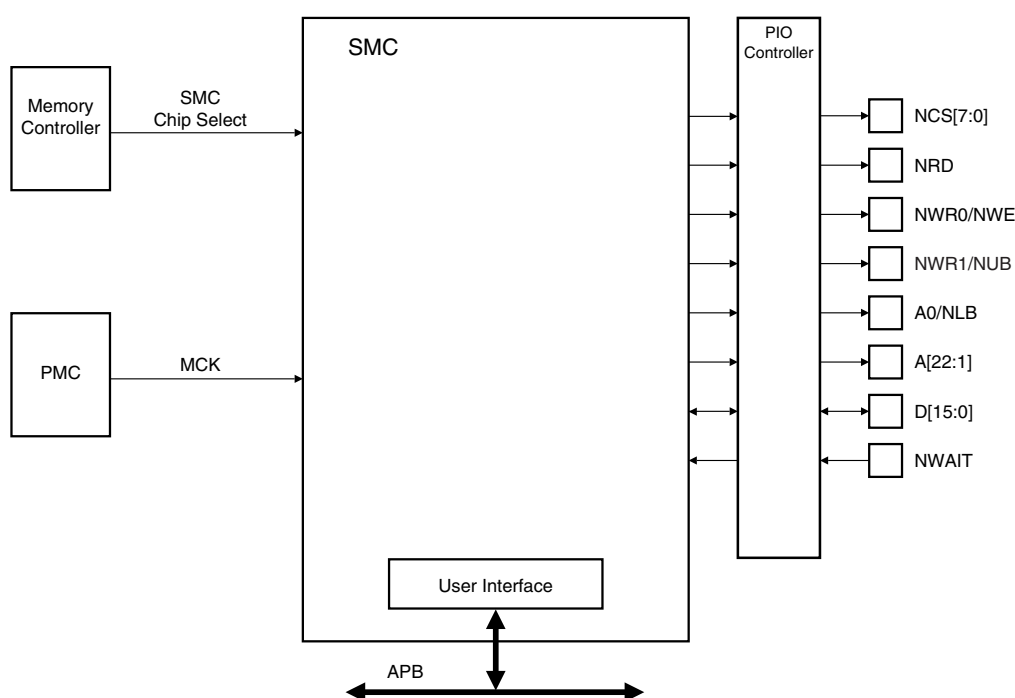 SMC
PIO
Controller
Memory
Controller
SMC
Chip Select
NCS[7:0]
NRD
NWR0/NWE
NWR1/NUB
A0/NLB
A[22:1]
D[15:0]
NWAIT
PMC
MCK
User Interface
APB